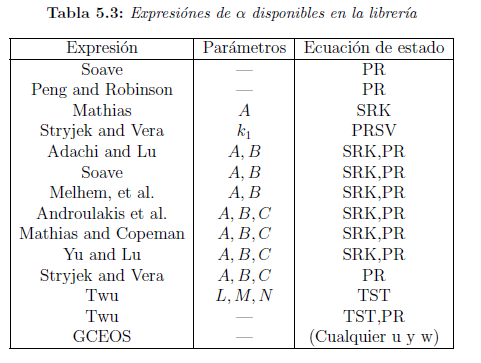 Tabla 5.3: Expresiónes de α disponibles en la librería
Expresión Parámetros Ecuación de estado
Soave — PR
Peng and Robinson — PR
Mathias A SRK
Stryjek and Vera k₁ PRSV
Adachi and Lu A, B SRK,PR
Soave A, B SRK,PR
Melhem, et al. A, B SRK,PR
Androulakis et al. A, B, C SRK,PR
Mathias and Copeman A, B, C SRK,PR
Yu and Lu A, B, C SRK,PR
Stryjek and Vera A, B, C PR
Twu L, M, N TST
Twu — TST,PR
GCEOS — (Cualquier u y w)